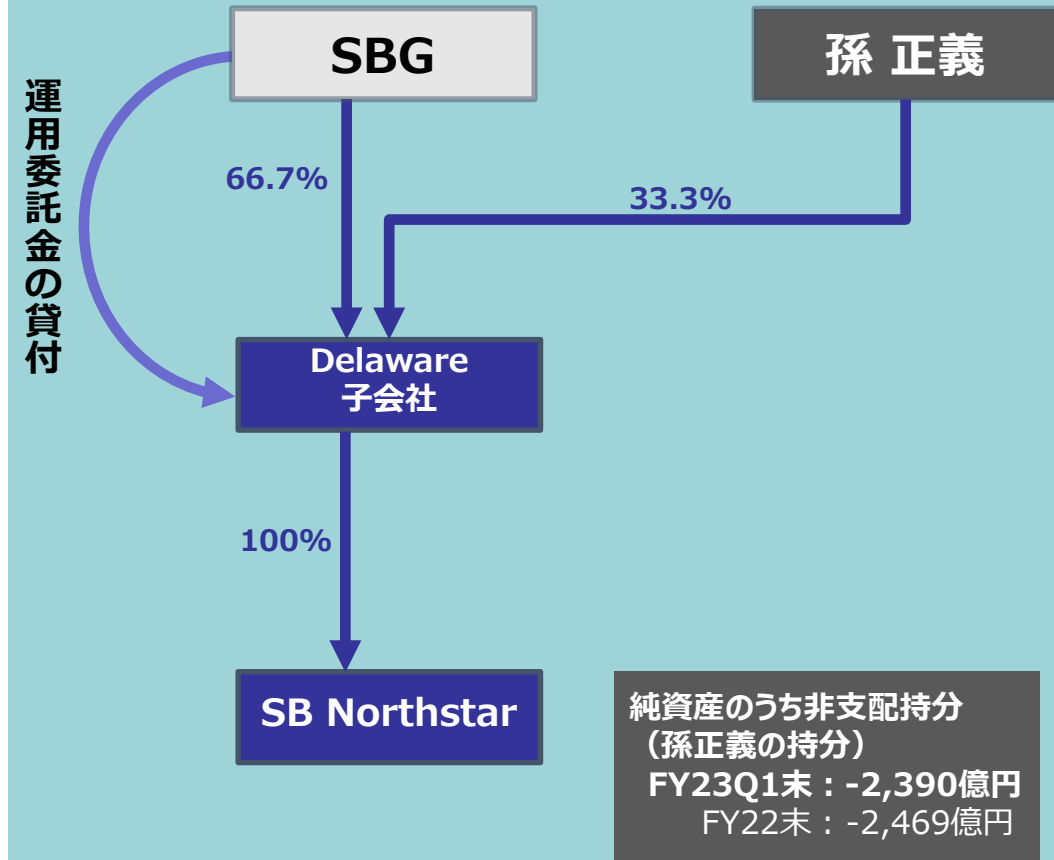 SBG
孫 正義
運用委託金の貸付
66.7%
33.3%
Delaware
子会社
100%
SB Northstar
純資産のうち非支配持分
（孫正義の持分）
FY23Q1末：-2,390億円
FY22末：-2,469億円